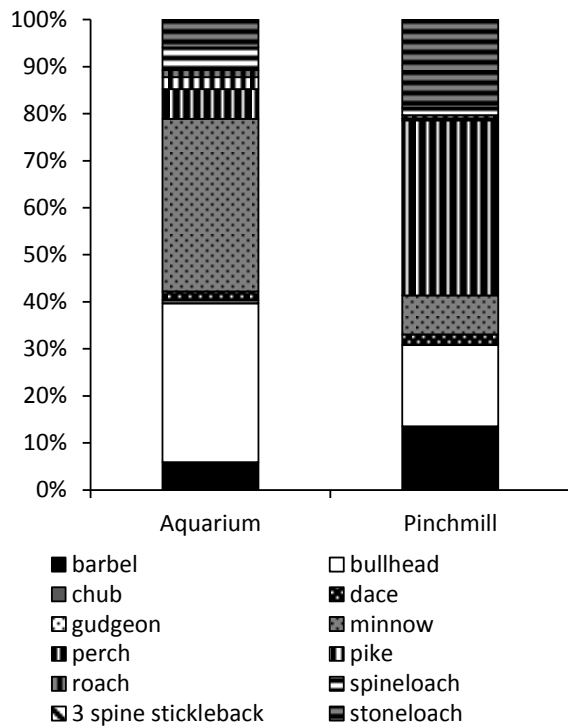 100%
90%
80%
70%
60%
50%
40%
30%
20%
10%
0%
Aquarium Pinchmill
barbel bullhead
chub dace
gudgeon minnow
perch pike
roach spineloach
3 spine stickleback stoneloach